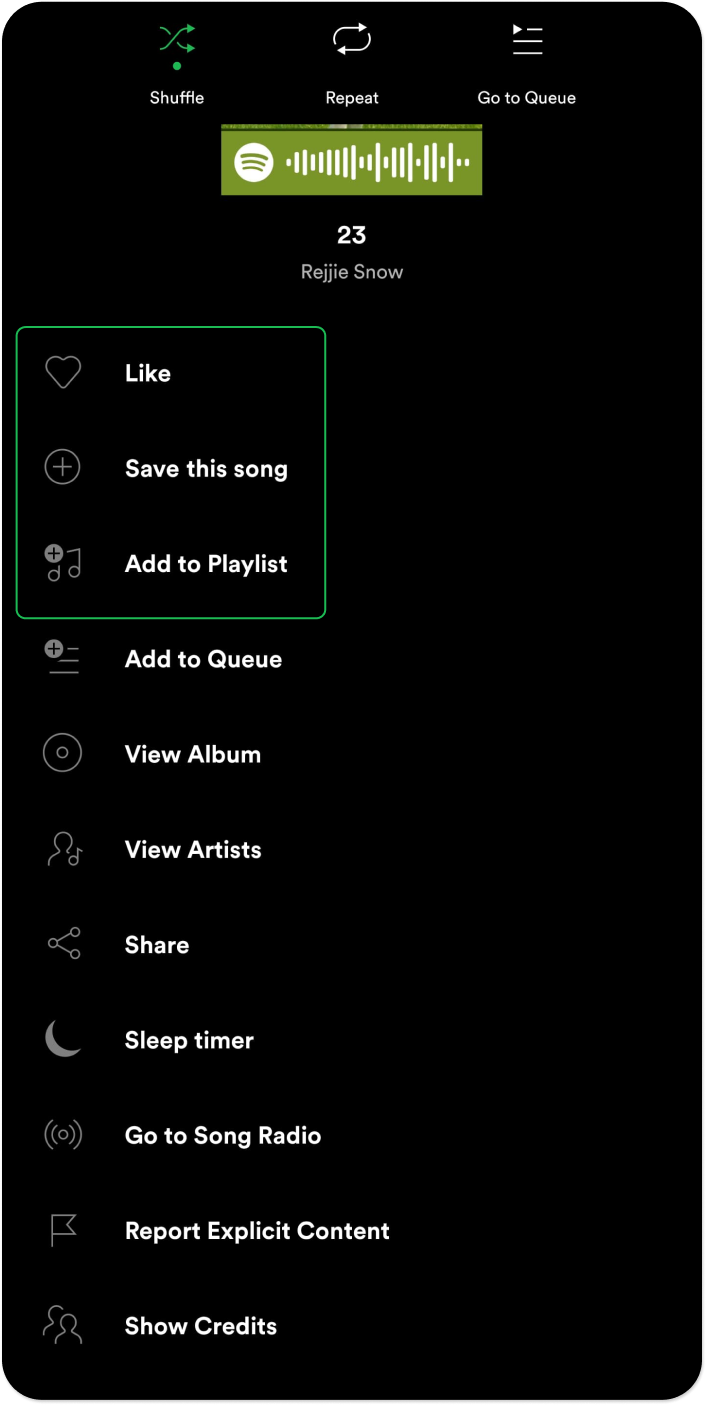 Shuffle
Repeat
Go to Queue
23
Rejjie Snow
Like
Save this song
Add to Playlist
Add to Queue
View Album
View Artists
Share
Sleep timer
Go to Song Radio
Report Explicit Content
Show Credits